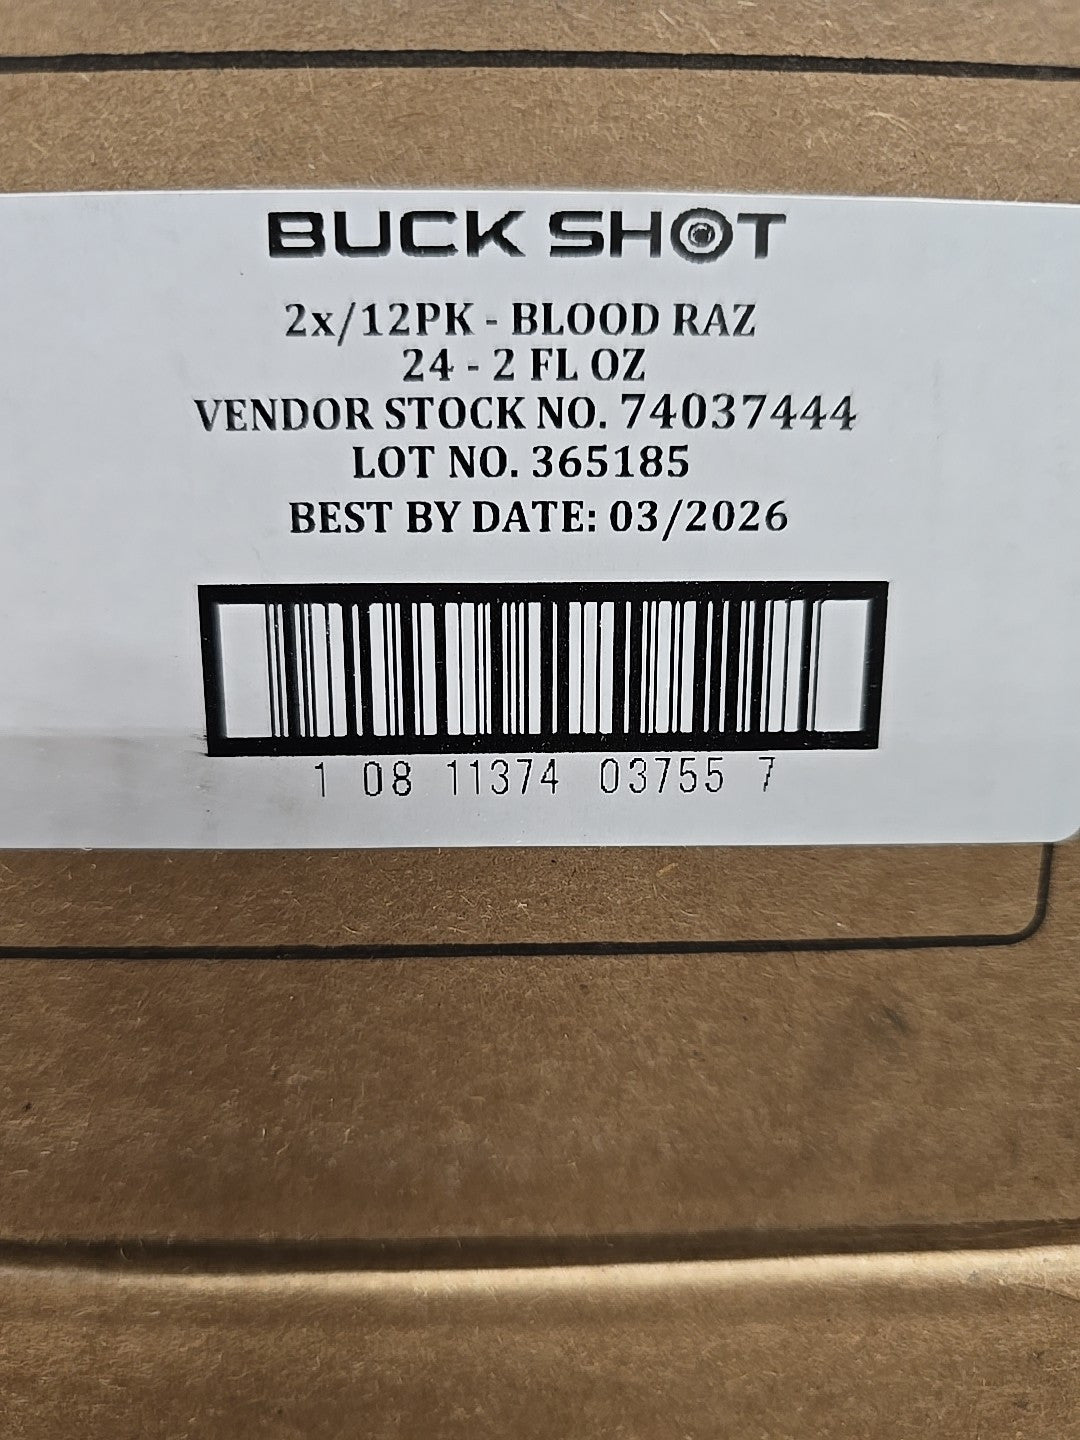 BUCK SHOT
2x/12PK - BLOOD RAZ
24 - 2 FL OZ
VENDOR STOCK NO. 74037444
LOT NO. 365185
BEST BY DATE: 03/2026
1 08 11374 03755 7